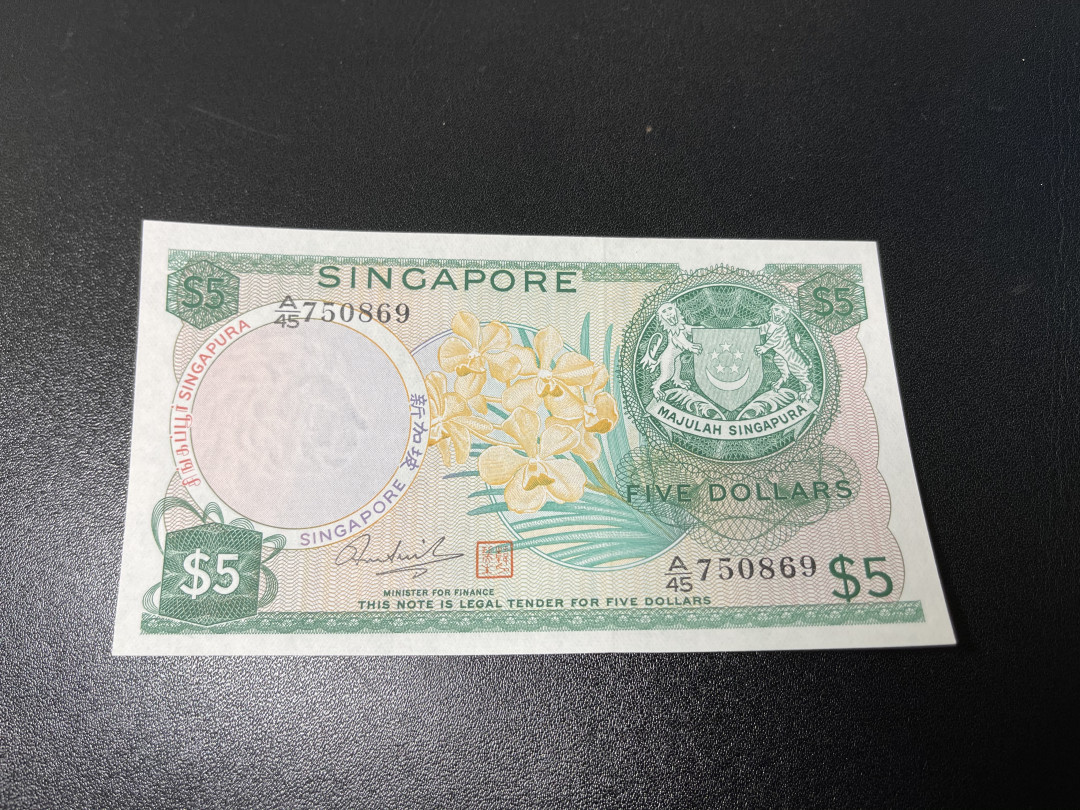 SINGAPORE
$5
$5
A/45 750869
சிங்கப்பூர் SINGAPURA
新加坡
SINGAPORE
MAJULAH SINGAPURA
FIVE DOLLARS
A/45 750869
$5
$5
MINISTER FOR FINANCE
THIS NOTE IS LEGAL TENDER FOR FIVE DOLLARS